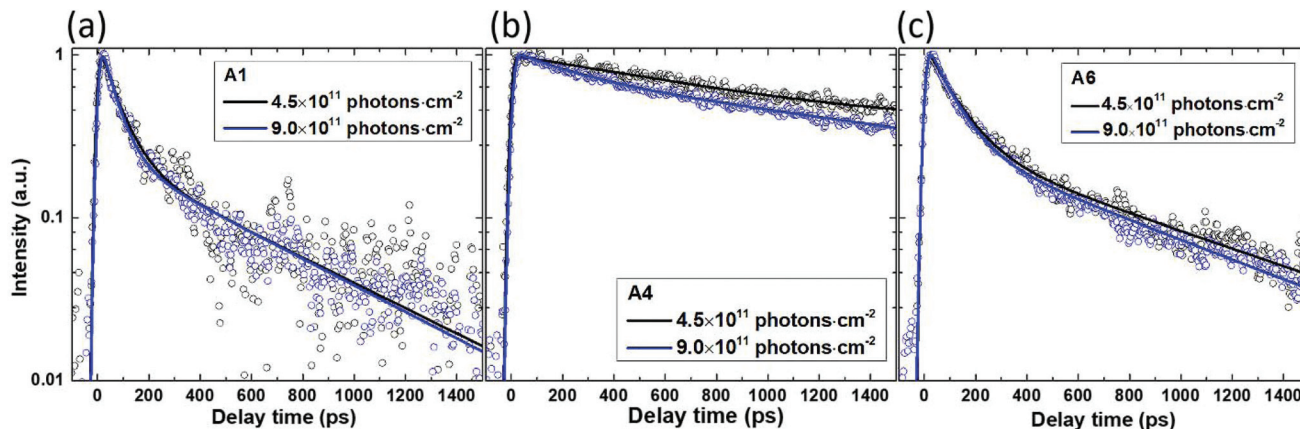 (a)
(b)
(c)
Intensity (a.u.)
1
0.1
0.01
A1
4.5×10¹¹ photons·cm⁻²
9.0×10¹¹ photons·cm⁻²
0 200 400 600 800 1000 1200 1400
Delay time (ps)
A4
4.5×10¹¹ photons·cm⁻²
9.0×10¹¹ photons·cm⁻²
0 200 400 600 800 1000 1200 1400
Delay time (ps)
A6
4.5×10¹¹ photons·cm⁻²
9.0×10¹¹ photons·cm⁻²
0 200 400 600 800 1000 1200 1400
Delay time (ps)